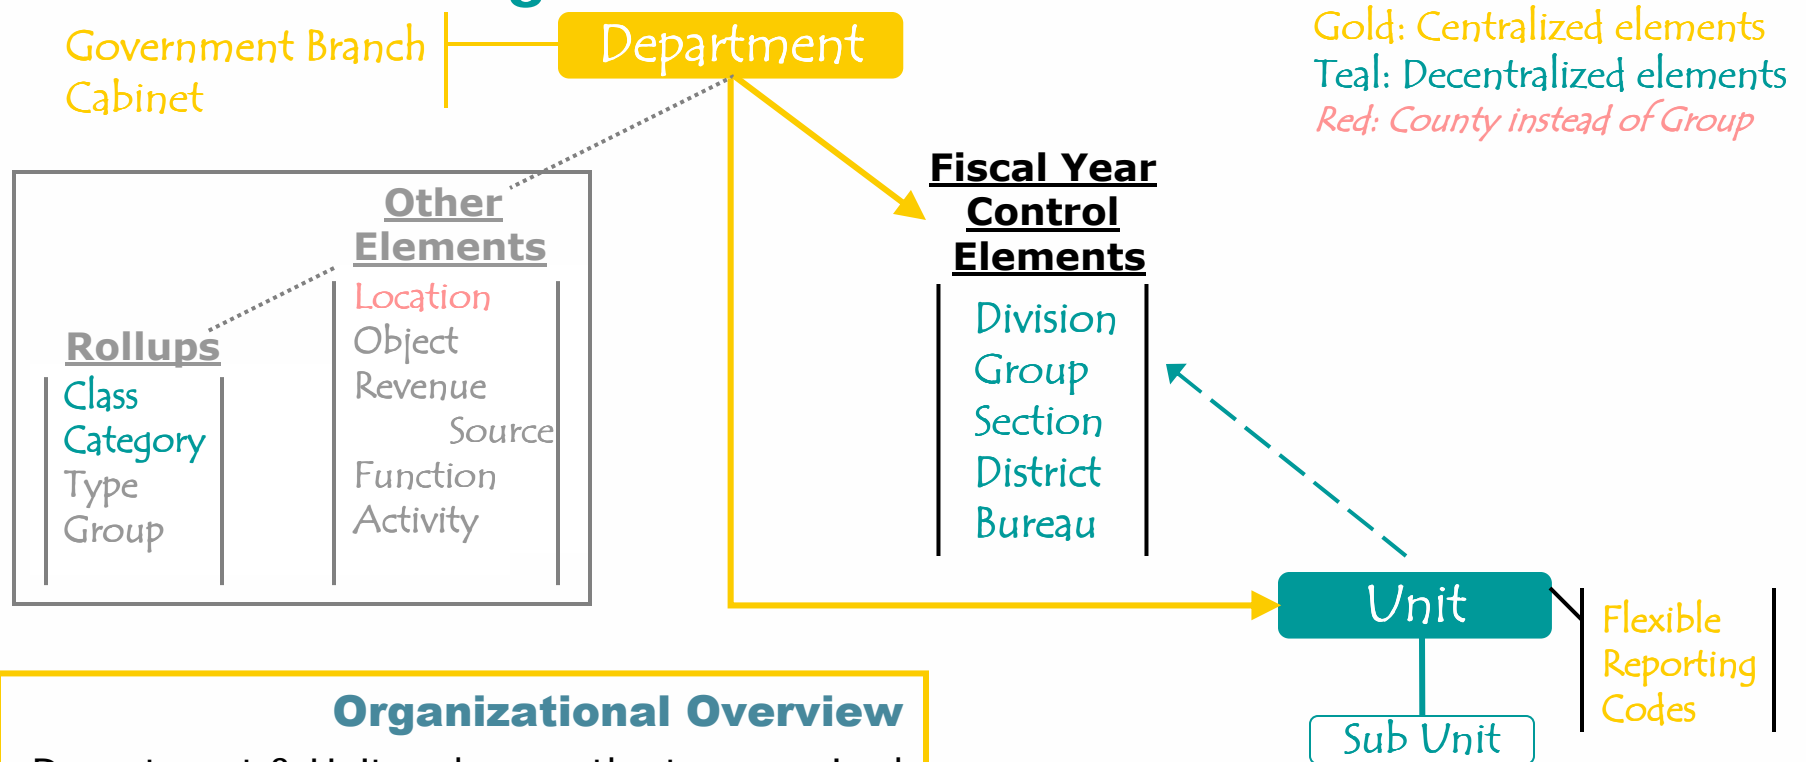 Government Branch
Cabinet
Department
Gold: Centralized elements
Teal: Decentralized elements
Red: County instead of Group
Other
Elements
Location
Object
Revenue
Source
Function
Activity
Rollups
Class
Category
Type
Group
Fiscal Year
Control
Elements
Division
Group
Section
District
Bureau
Unit
Flexible
Reporting
Codes
Sub Unit
Organizational Overview